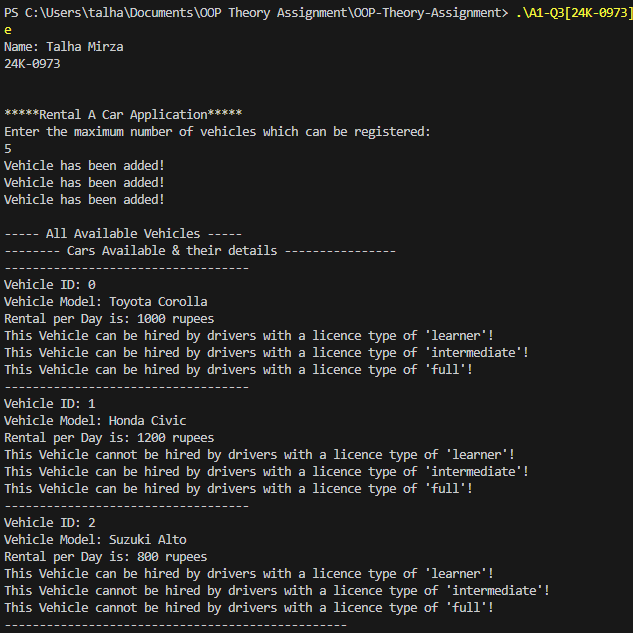 PS C:\Users\talha\Documents\OOP Theory Assignment\OOP-Theory-Assignment> .\A1-Q3[24K-0973]
e
Name: Talha Mirza
24K-0973
*****Rental A Car Application*****
Enter the maximum number of vehicles which can be registered:
5
Vehicle has been added!
Vehicle has been added!
Vehicle has been added!
----- All Available Vehicles -----
-------- Cars Available & their details ----------------
-----------------------------------
Vehicle ID: 0
Vehicle Model: Toyota Corolla
Rental per Day is: 1000 rupees
This Vehicle can be hired by drivers with a licence type of 'learner'!
This Vehicle can be hired by drivers with a licence type of 'intermediate'!
This Vehicle can be hired by drivers with a licence type of 'full'!
-----------------------------------
Vehicle ID: 1
Vehicle Model: Honda Civic
Rental per Day is: 1200 rupees
This Vehicle cannot be hired by drivers with a licence type of 'learner'!
This Vehicle can be hired by drivers with a licence type of 'intermediate'!
This Vehicle can be hired by drivers with a licence type of 'full'!
-----------------------------------
Vehicle ID: 2
Vehicle Model: Suzuki Alto
Rental per Day is: 800 rupees
This Vehicle can be hired by drivers with a licence type of 'learner'!
This Vehicle cannot be hired by drivers with a licence type of 'intermediate'!
This Vehicle cannot be hired by drivers with a licence type of 'full'!
-------------------------------------------------